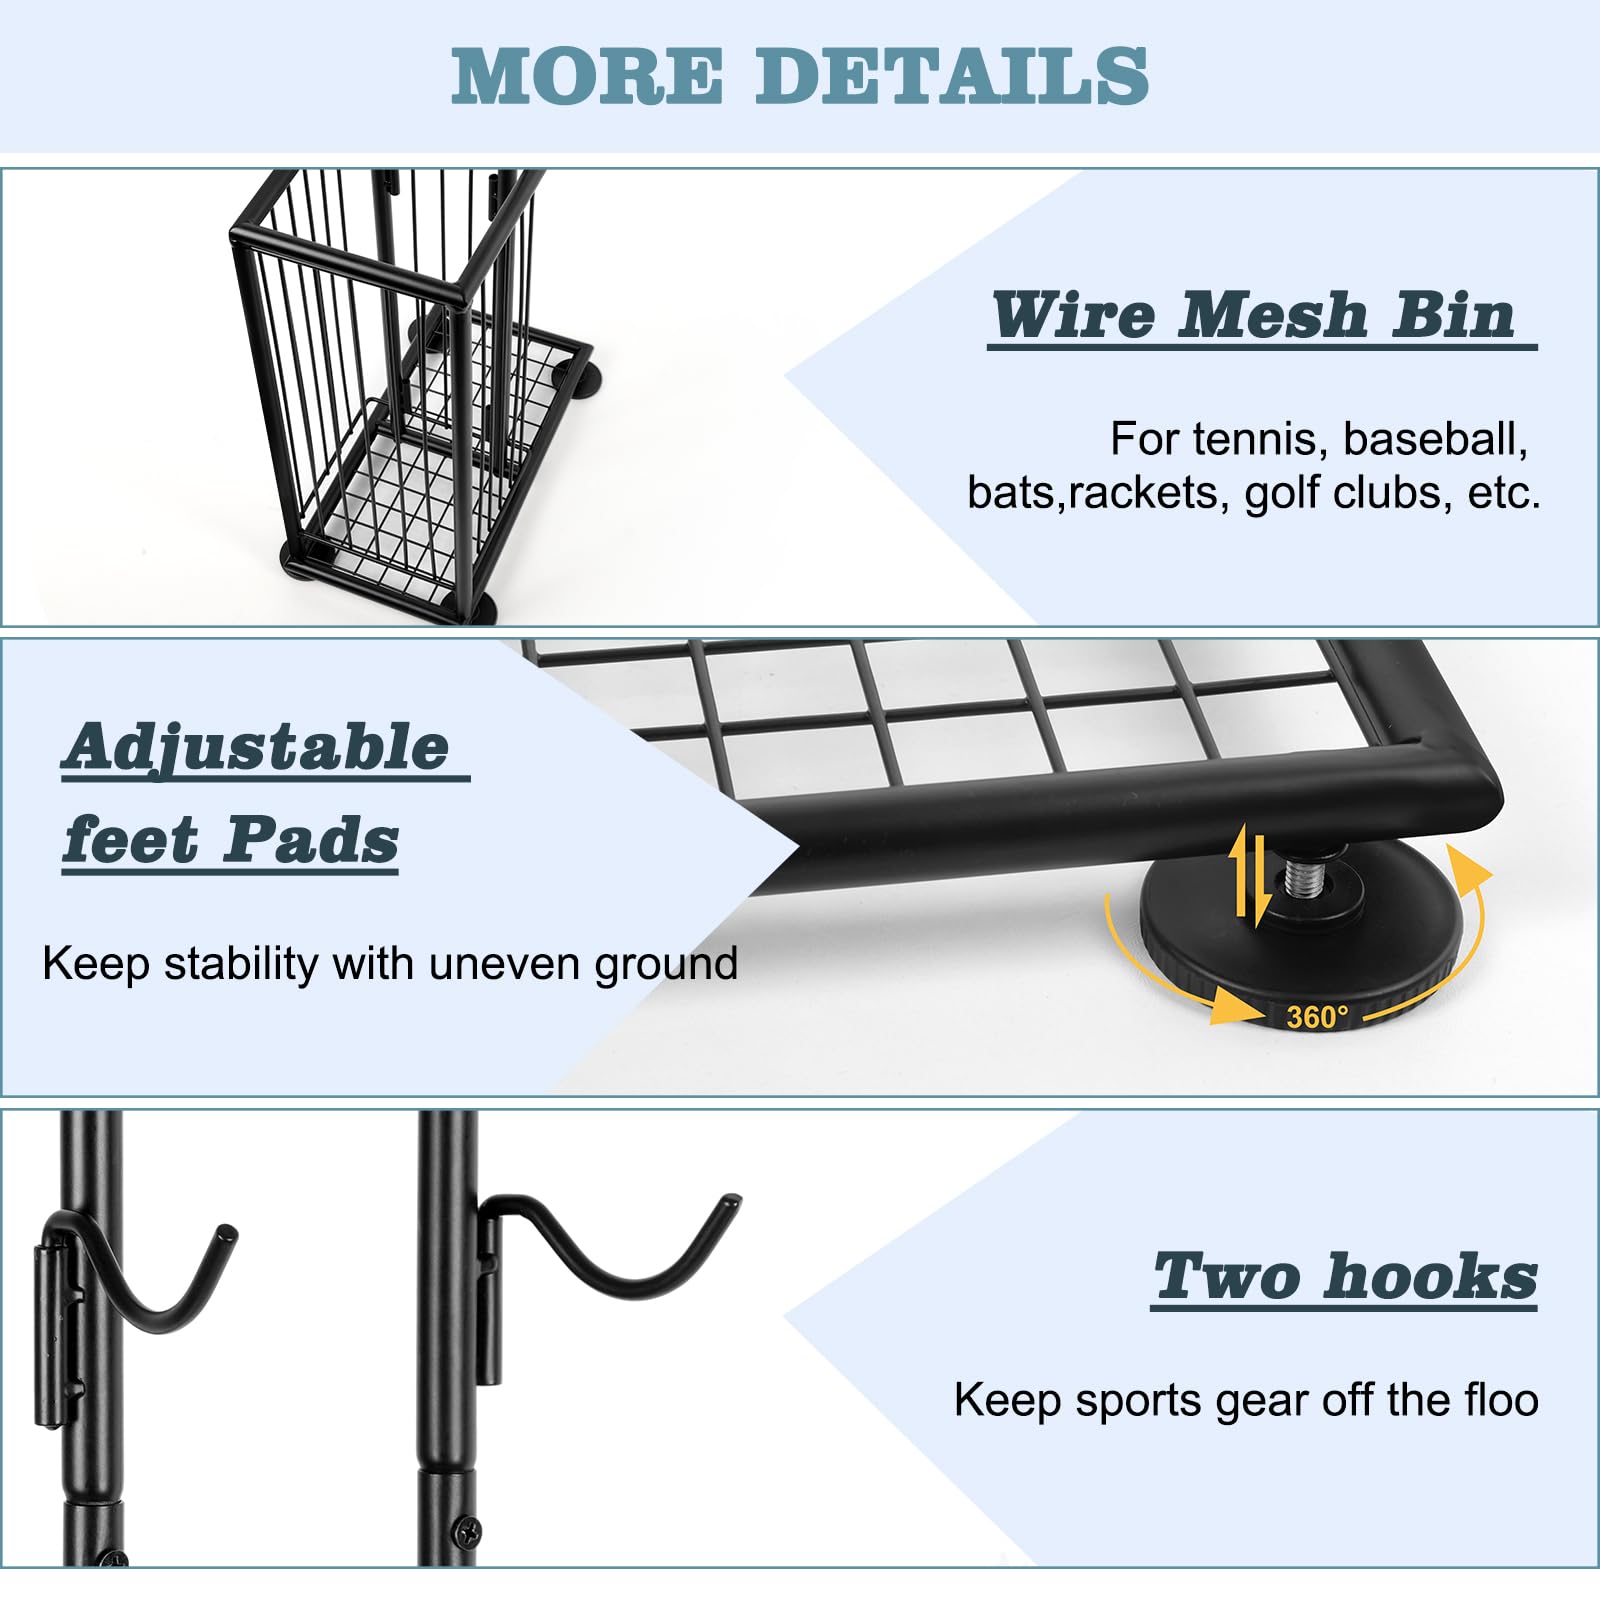 MORE DETAILS
Wire Mesh Bin
For tennis, baseball,
bats,rackets, golf clubs, etc.
Adjustable
feet Pads
Keep stability with uneven ground
360°
Two hooks
Keep sports gear off the floo